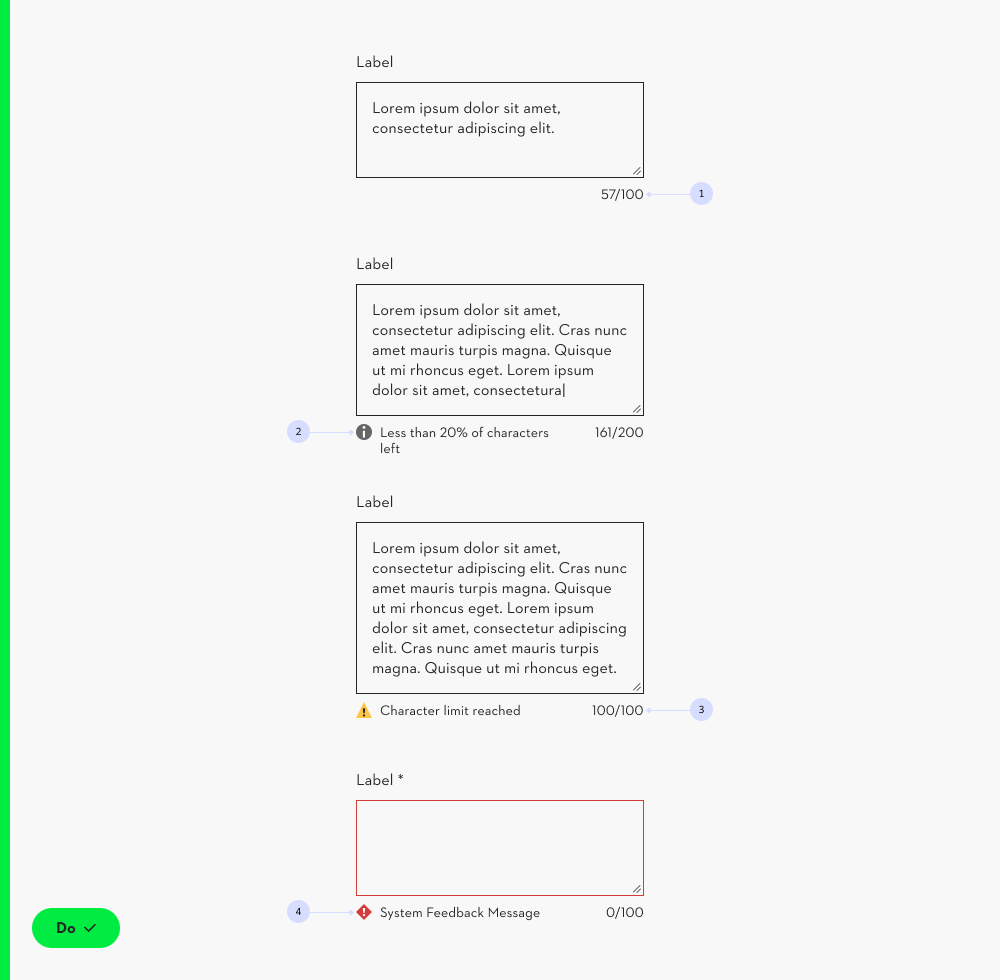 Label
Lorem ipsum dolor sit amet,
consectetur adipiscing elit.
57/100
1
Label
Lorem ipsum dolor sit amet,
consectetur adipiscing elit. Cras nunc
amet mauris turpis magna. Quisque
ut mi rhoncus eget. Lorem ipsum
dolor sit amet, consectetura
2
Less than 20% of characters
left
161/200
Label
Lorem ipsum dolor sit amet,
consectetur adipiscing elit. Cras nunc
amet mauris turpis magna. Quisque
ut mi rhoncus eget. Lorem ipsum
dolor sit amet, consectetur adipiscing
elit. Cras nunc amet mauris turpis
magna. Quisque ut mi rhoncus eget.
Character limit reached
100/100
3
Label *
4
System Feedback Message
0/100
Do